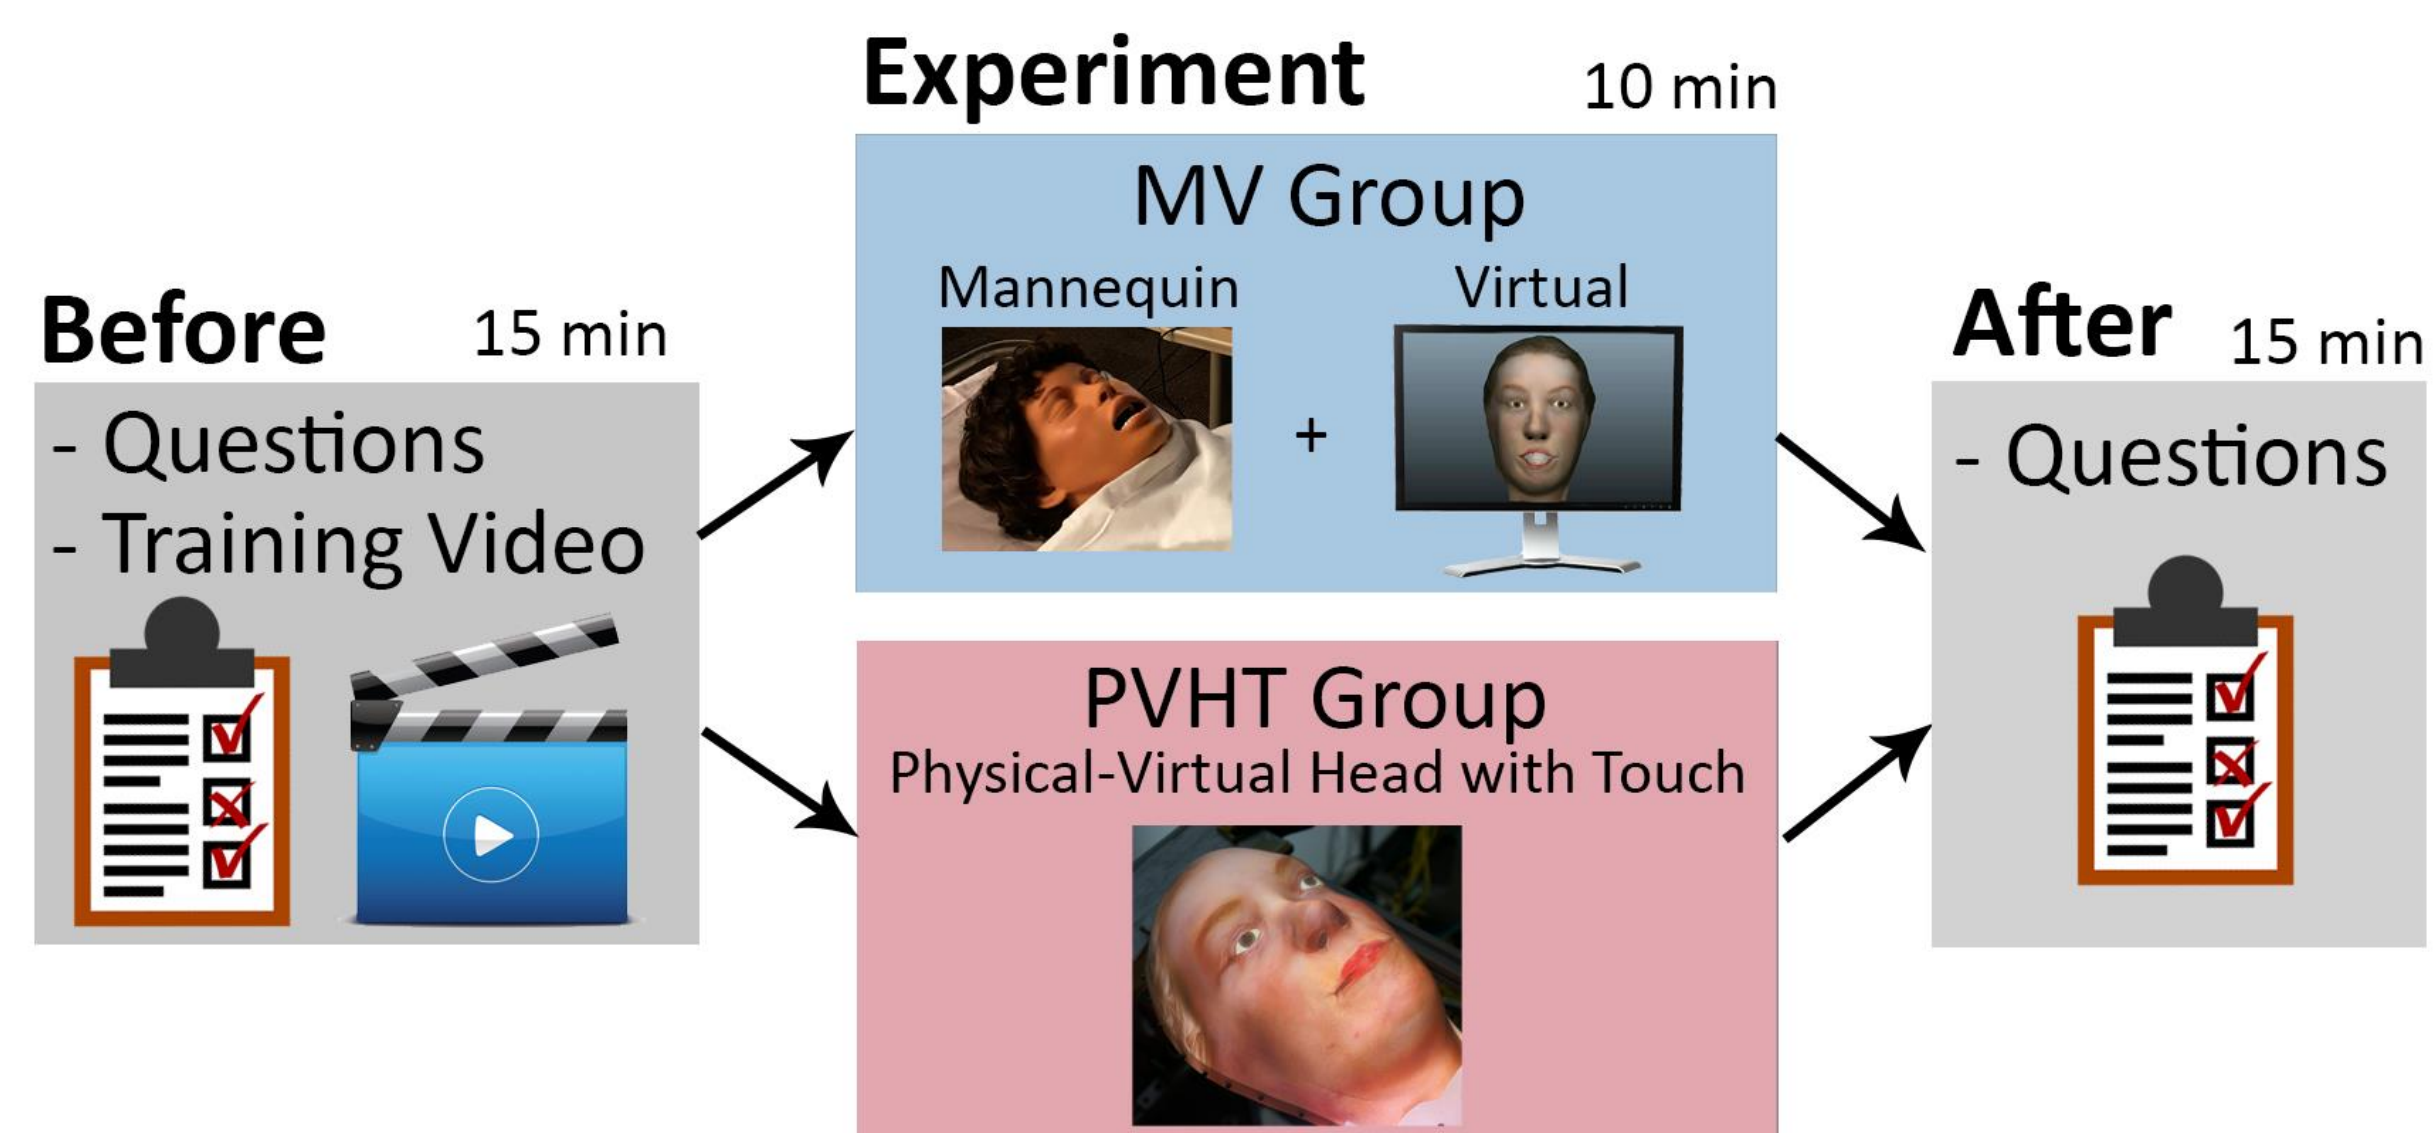 Before 15 min
- Questions
- Training Video
Experiment 10 min
MV Group
Mannequin + Virtual
PVHT Group
Physical-Virtual Head with Touch
After 15 min
- Questions